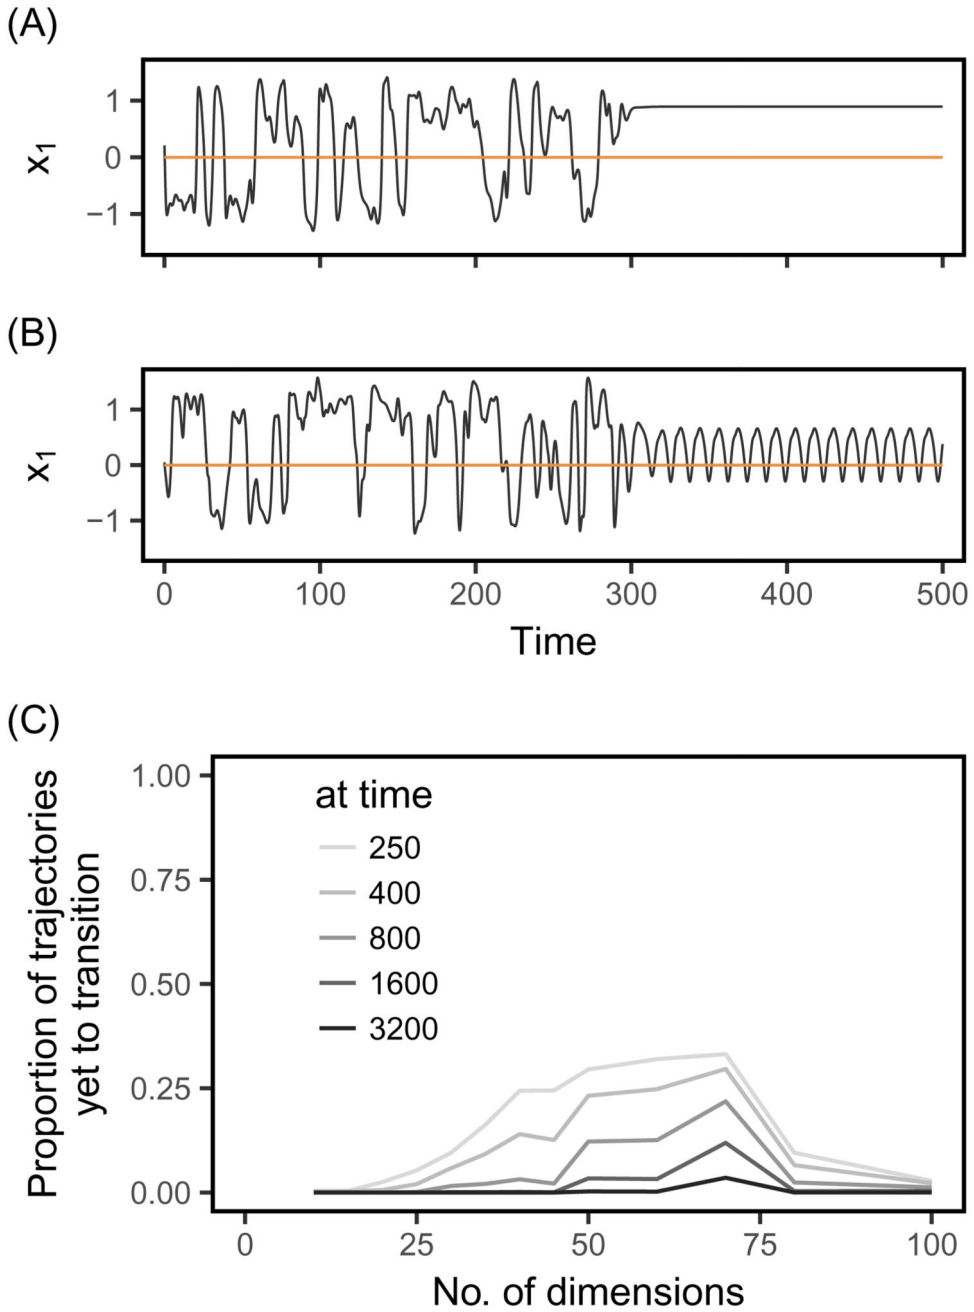 (A)
x1
1
0
−1
(B)
x1
1
0
−1
0 100 200 300 400 500
Time
(C)
Proportion of trajectories
yet to transition
1.00
0.75
0.50
0.25
0.00
at time
250
400
800
1600
3200
0 25 50 75 100
No. of dimensions